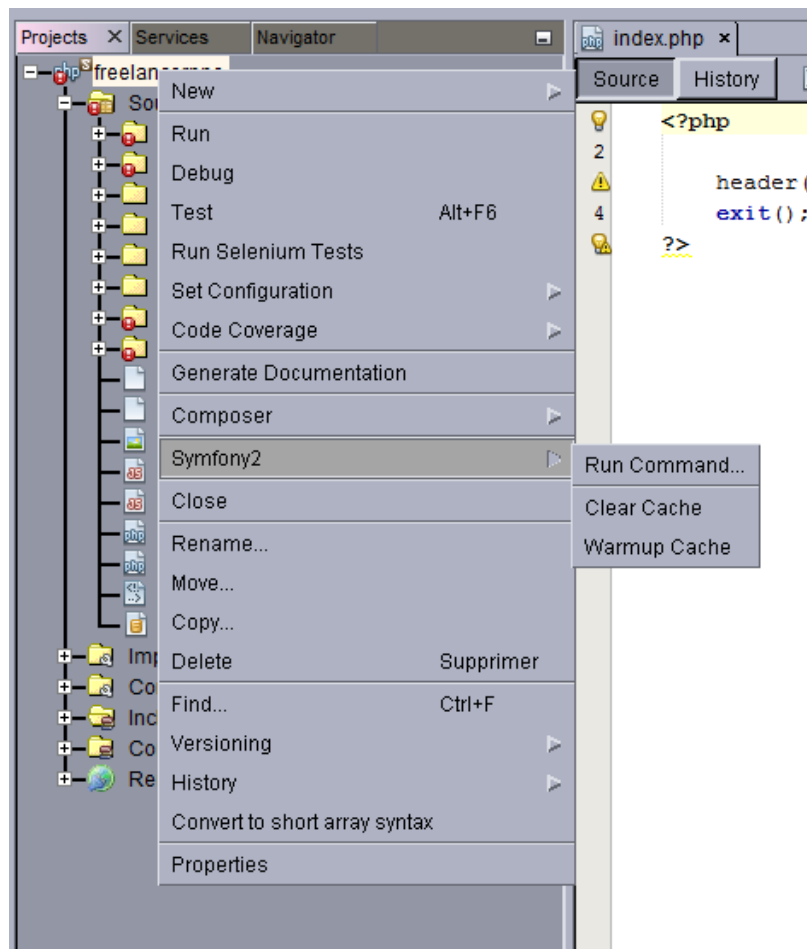 Projects
Services
Navigator
index.php
Source
History
New
Run
Debug
Test Alt+F6
Run Selenium Tests
Set Configuration
Code Coverage
Generate Documentation
Composer
Symfony2
Close
Rename...
Move...
Copy...
Delete Supprimer
Find... Ctrl+F
Versioning
History
Convert to short array syntax
Properties
Run Command...
Clear Cache
Warmup Cache
<?php
2
header(
4 exit();
?>